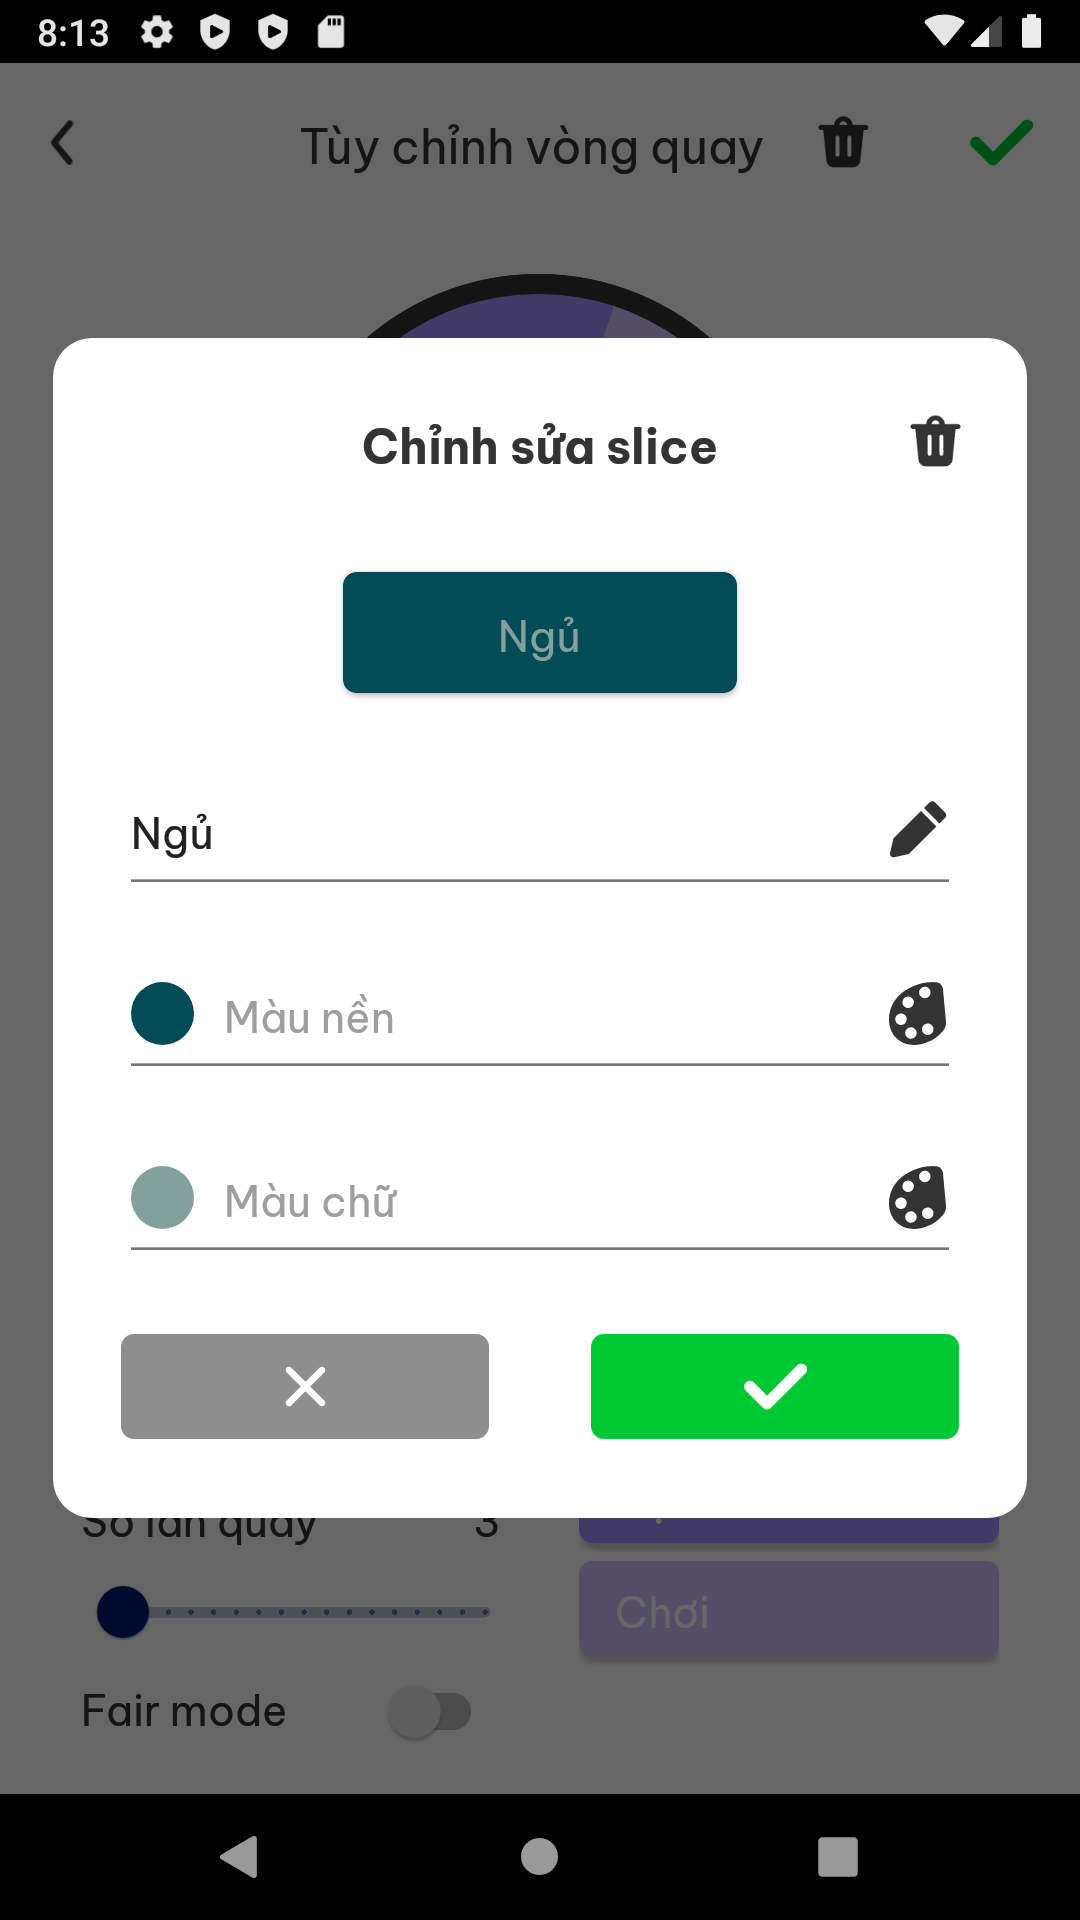 8:13
Tùy chỉnh vòng quay
Chỉnh sửa slice
Ngủ
Ngủ
Màu nền
Màu chữ
Số lần quay 3
Chơi
Fair mode